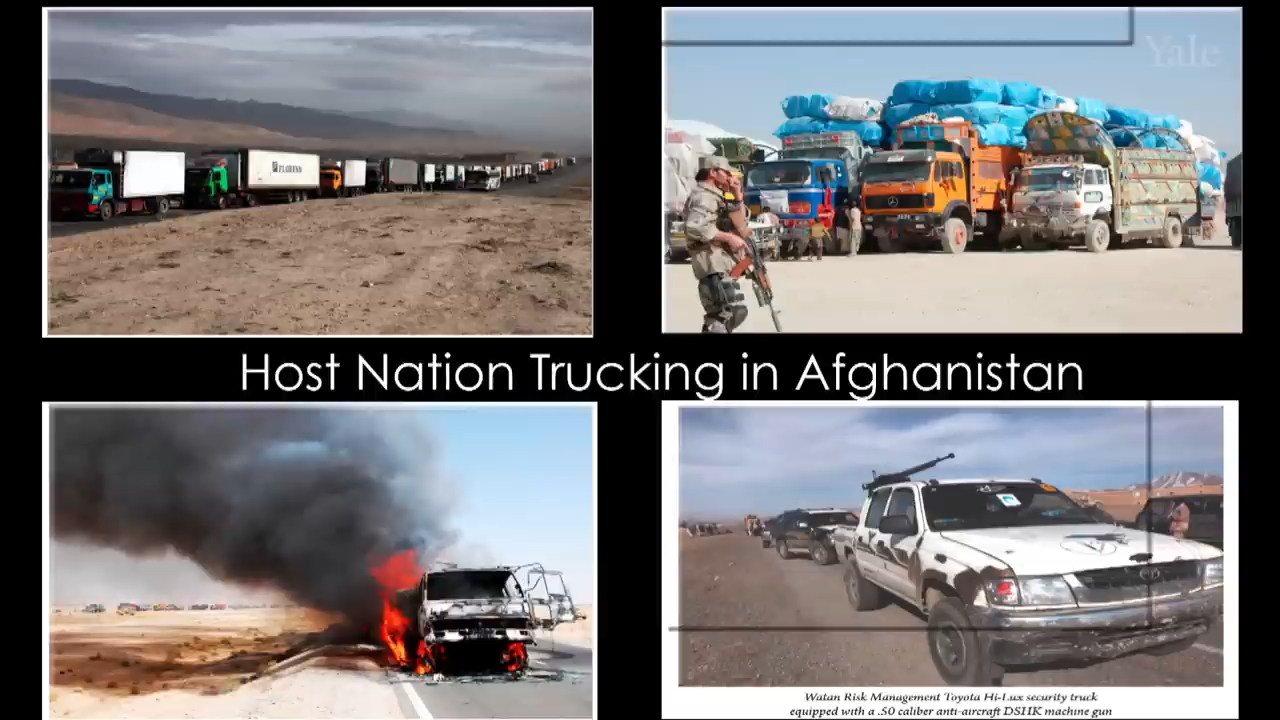 Yale
FLORENS
Host Nation Trucking in Afghanistan
Watan Risk Management Toyota Hi-Lux security truck
equipped with a .50 caliber anti-aircraft DSHK machine gun